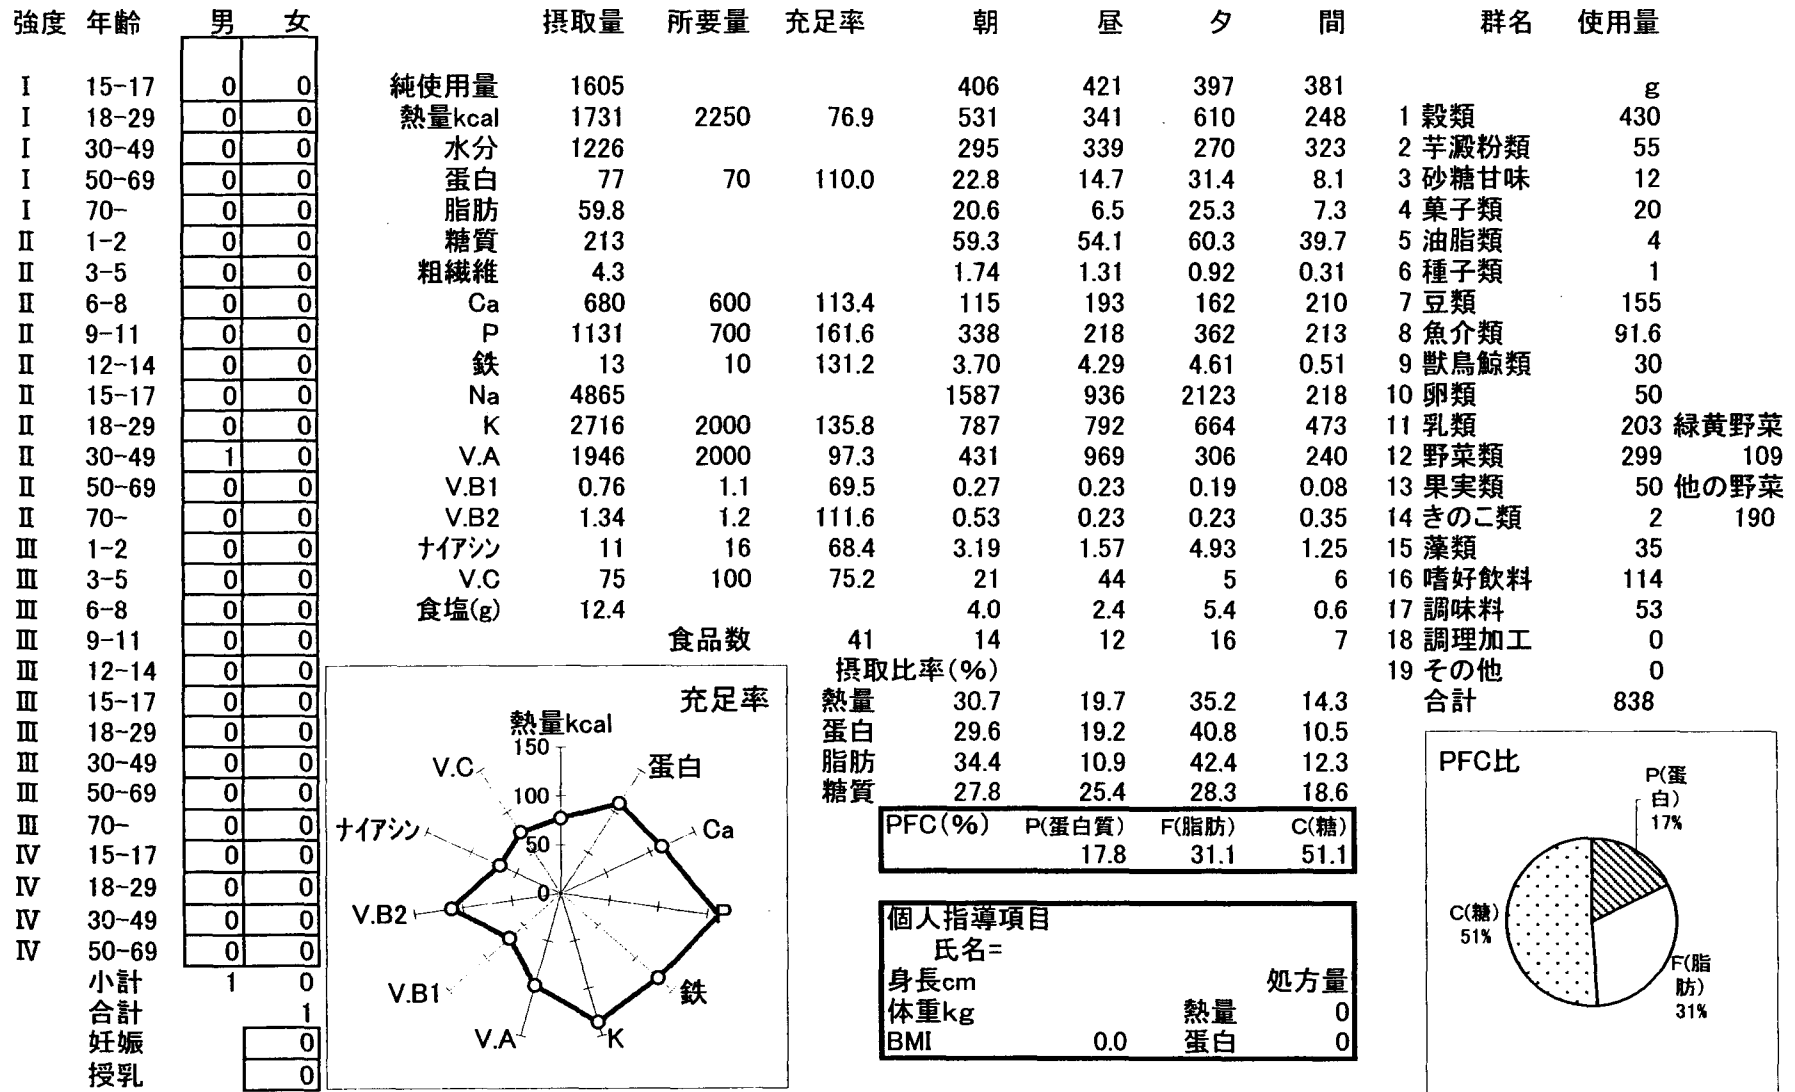 強度 年齢 男 女 摂取量 所要量 充足率 朝 昼 夕 間 群名 使用量
I 15-17 0 0 純使用量 1605 406 421 397 381 g
I 18-29 0 0 熱量kcal 1731 2250 76.9 531 341 610 248 1 穀類 430
I 30-49 0 0 水分 1226 295 339 270 323 2 芋澱粉類 55
I 50-69 0 0 蛋白 77 70 110.0 22.8 14.7 31.4 8.1 3 砂糖甘味 12
I 70- 0 0 脂肪 59.8 20.6 6.5 25.3 7.3 4 菓子類 20
II 1-2 0 0 糖質 213 59.3 54.1 60.3 39.7 5 油脂類 4
II 3-5 0 0 粗繊維 4.3 1.74 1.31 0.92 0.31 6 種子類 1
II 6-8 0 0 Ca 680 600 113.4 115 193 162 210 7 豆類 155
II 9-11 0 0 P 1131 700 161.6 338 218 362 213 8 魚介類 91.6
II 12-14 0 0 鉄 13 10 131.2 3.70 4.29 4.61 0.51 9 獣鳥鯨類 30
II 15-17 0 0 Na 4865 1587 936 2123 218 10 卵類 50
II 18-29 0 0 K 2716 2000 135.8 787 792 664 473 11 乳類 203 緑黄野菜
II 30-49 1 0 V.A 1946 2000 97.3 431 969 306 240 12 野菜類 299 109
II 50-69 0 0 V.B1 0.76 1.1 69.5 0.27 0.23 0.19 0.08 13 果実類 50 他の野菜
II 70- 0 0 V.B2 1.34 1.2 111.6 0.53 0.23 0.23 0.35 14 きのこ類 2 190
III 1-2 0 0 ナイアシン 11 16 68.4 3.19 1.57 4.93 1.25 15 藻類 35
III 3-5 0 0 V.C 75 100 75.2 21 44 5 6 16 嗜好飲料 114
III 6-8 0 0 食塩(g) 12.4 4.0 2.4 5.4 0.6 17 調味料 53
III 9-11 0 0 食品数 41 14 12 16 7 18 調理加工 0
III 12-14 0 0 摂取比率(%) 19 その他 0
III 15-17 0 0 熱量 30.7 19.7 35.2 14.3 合計 838
III 18-29 0 0 蛋白 29.6 19.2 40.8 10.5
III 30-49 0 0 脂肪 34.4 10.9 42.4 12.3
III 50-69 0 0 糖質 27.8 25.4 28.3 18.6
III 70- 0 0 PFC(%) P(蛋白質) F(脂肪) C(糖)
IV 15-17 0 0 17.8 31.1 51.1
IV 18-29 0 0
IV 30-49 0 0
IV 50-69 0 0
小計 1 0
合計 1
妊娠 0
授乳 0
充足率
熱量kcal
150
100
50
0
蛋白
Ca
P
鉄
K
V.A
V.B1
V.B2
ナイアシン
V.C
個人指導項目
氏名=
身長cm 処方量
体重kg 熱量 0
BMI 0.0 蛋白 0
PFC比
P(蛋
白)
17%
C(糖)
51%
F(脂
肪)
31%